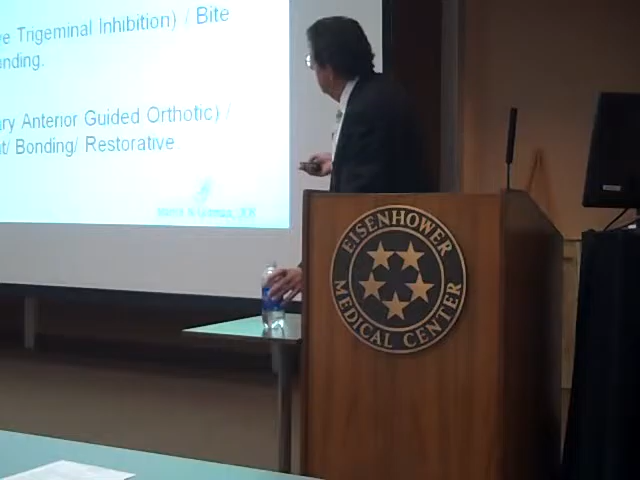 e Trigeminal Inhibition) / Bite
nding.
ry Anterior Guided Orthotic) /
t/ Bonding/ Restorative
EISENHOWER
MEDICAL CENTER